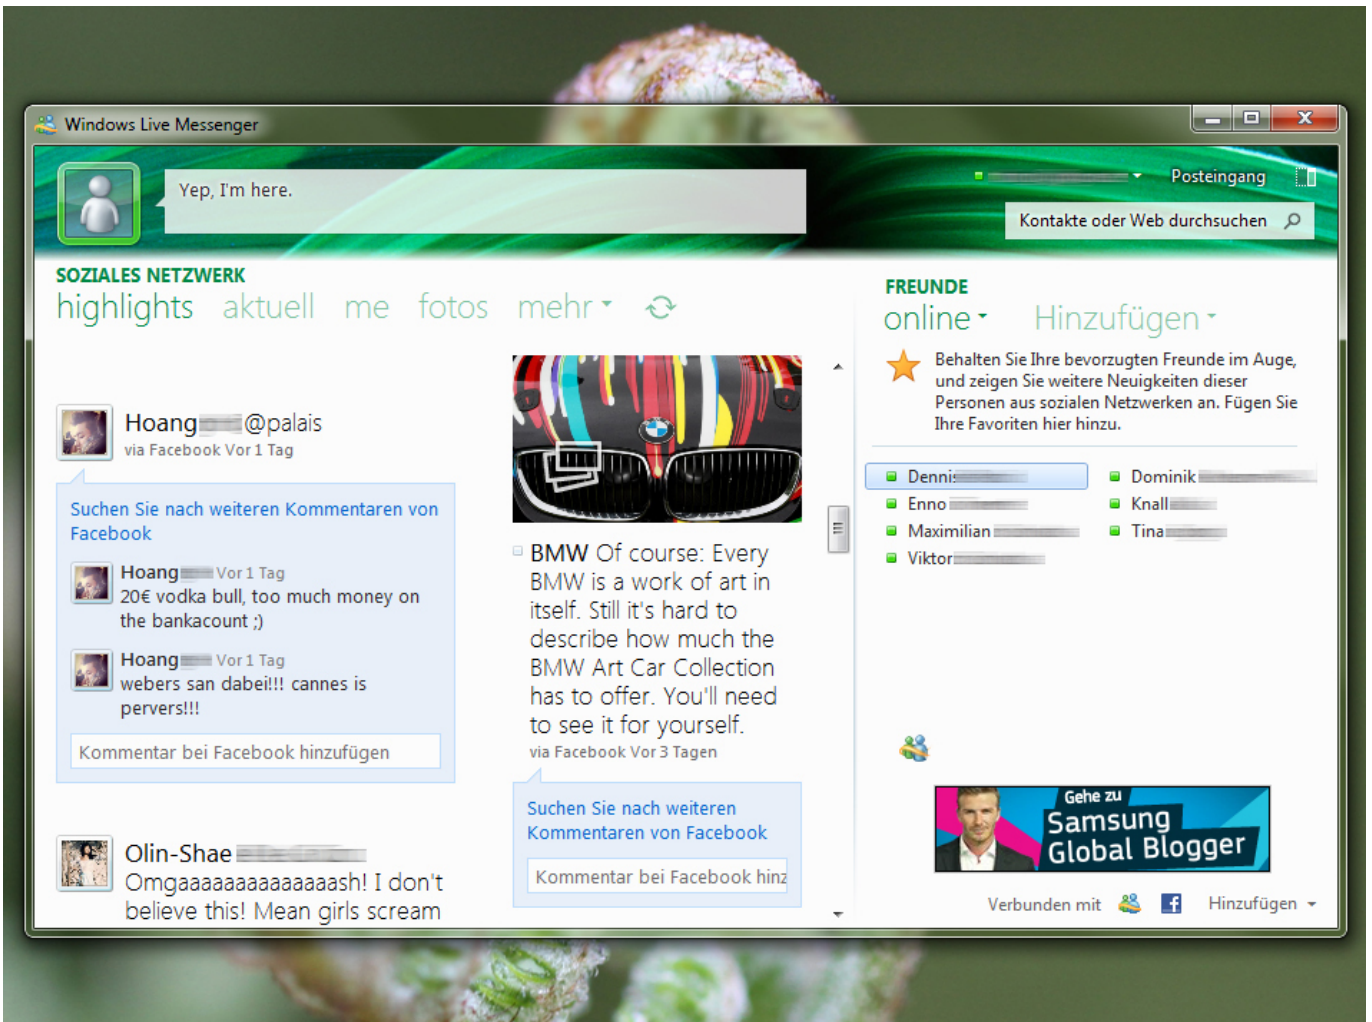 Windows Live Messenger
Yep, I'm here.
Posteingang
Kontakte oder Web durchsuchen
SOZIALES NETZWERK
highlights aktuell me fotos mehr
Hoang @palais
via Facebook Vor 1 Tag
Suchen Sie nach weiteren Kommentaren von
Facebook
Hoang Vor 1 Tag
20€ vodka bull, too much money on
the bankacount ;)
Hoang Vor 1 Tag
webers san dabei!!! cannes is
pervers!!!
Kommentar bei Facebook hinzufügen
Olin-Shae
Omgaaaaaaaaaaaaaash! I don't
believe this! Mean girls scream
BMW Of course: Every
BMW is a work of art in
itself. Still it's hard to
describe how much the
BMW Art Car Collection
has to offer. You'll need
to see it for yourself.
via Facebook Vor 3 Tagen
Suchen Sie nach weiteren
Kommentaren von Facebook
Kommentar bei Facebook hinz
FREUNDE
online Hinzufügen
Behalten Sie Ihre bevorzugten Freunde im Auge,
und zeigen Sie weitere Neuigkeiten dieser
Personen aus sozialen Netzwerken an. Fügen Sie
Ihre Favoriten hier hinzu.
Dennis Dominik
Enno Knall
Maximilian Tina
Viktor
Gehe zu
Samsung
Global Blogger
Verbunden mit Hinzufügen